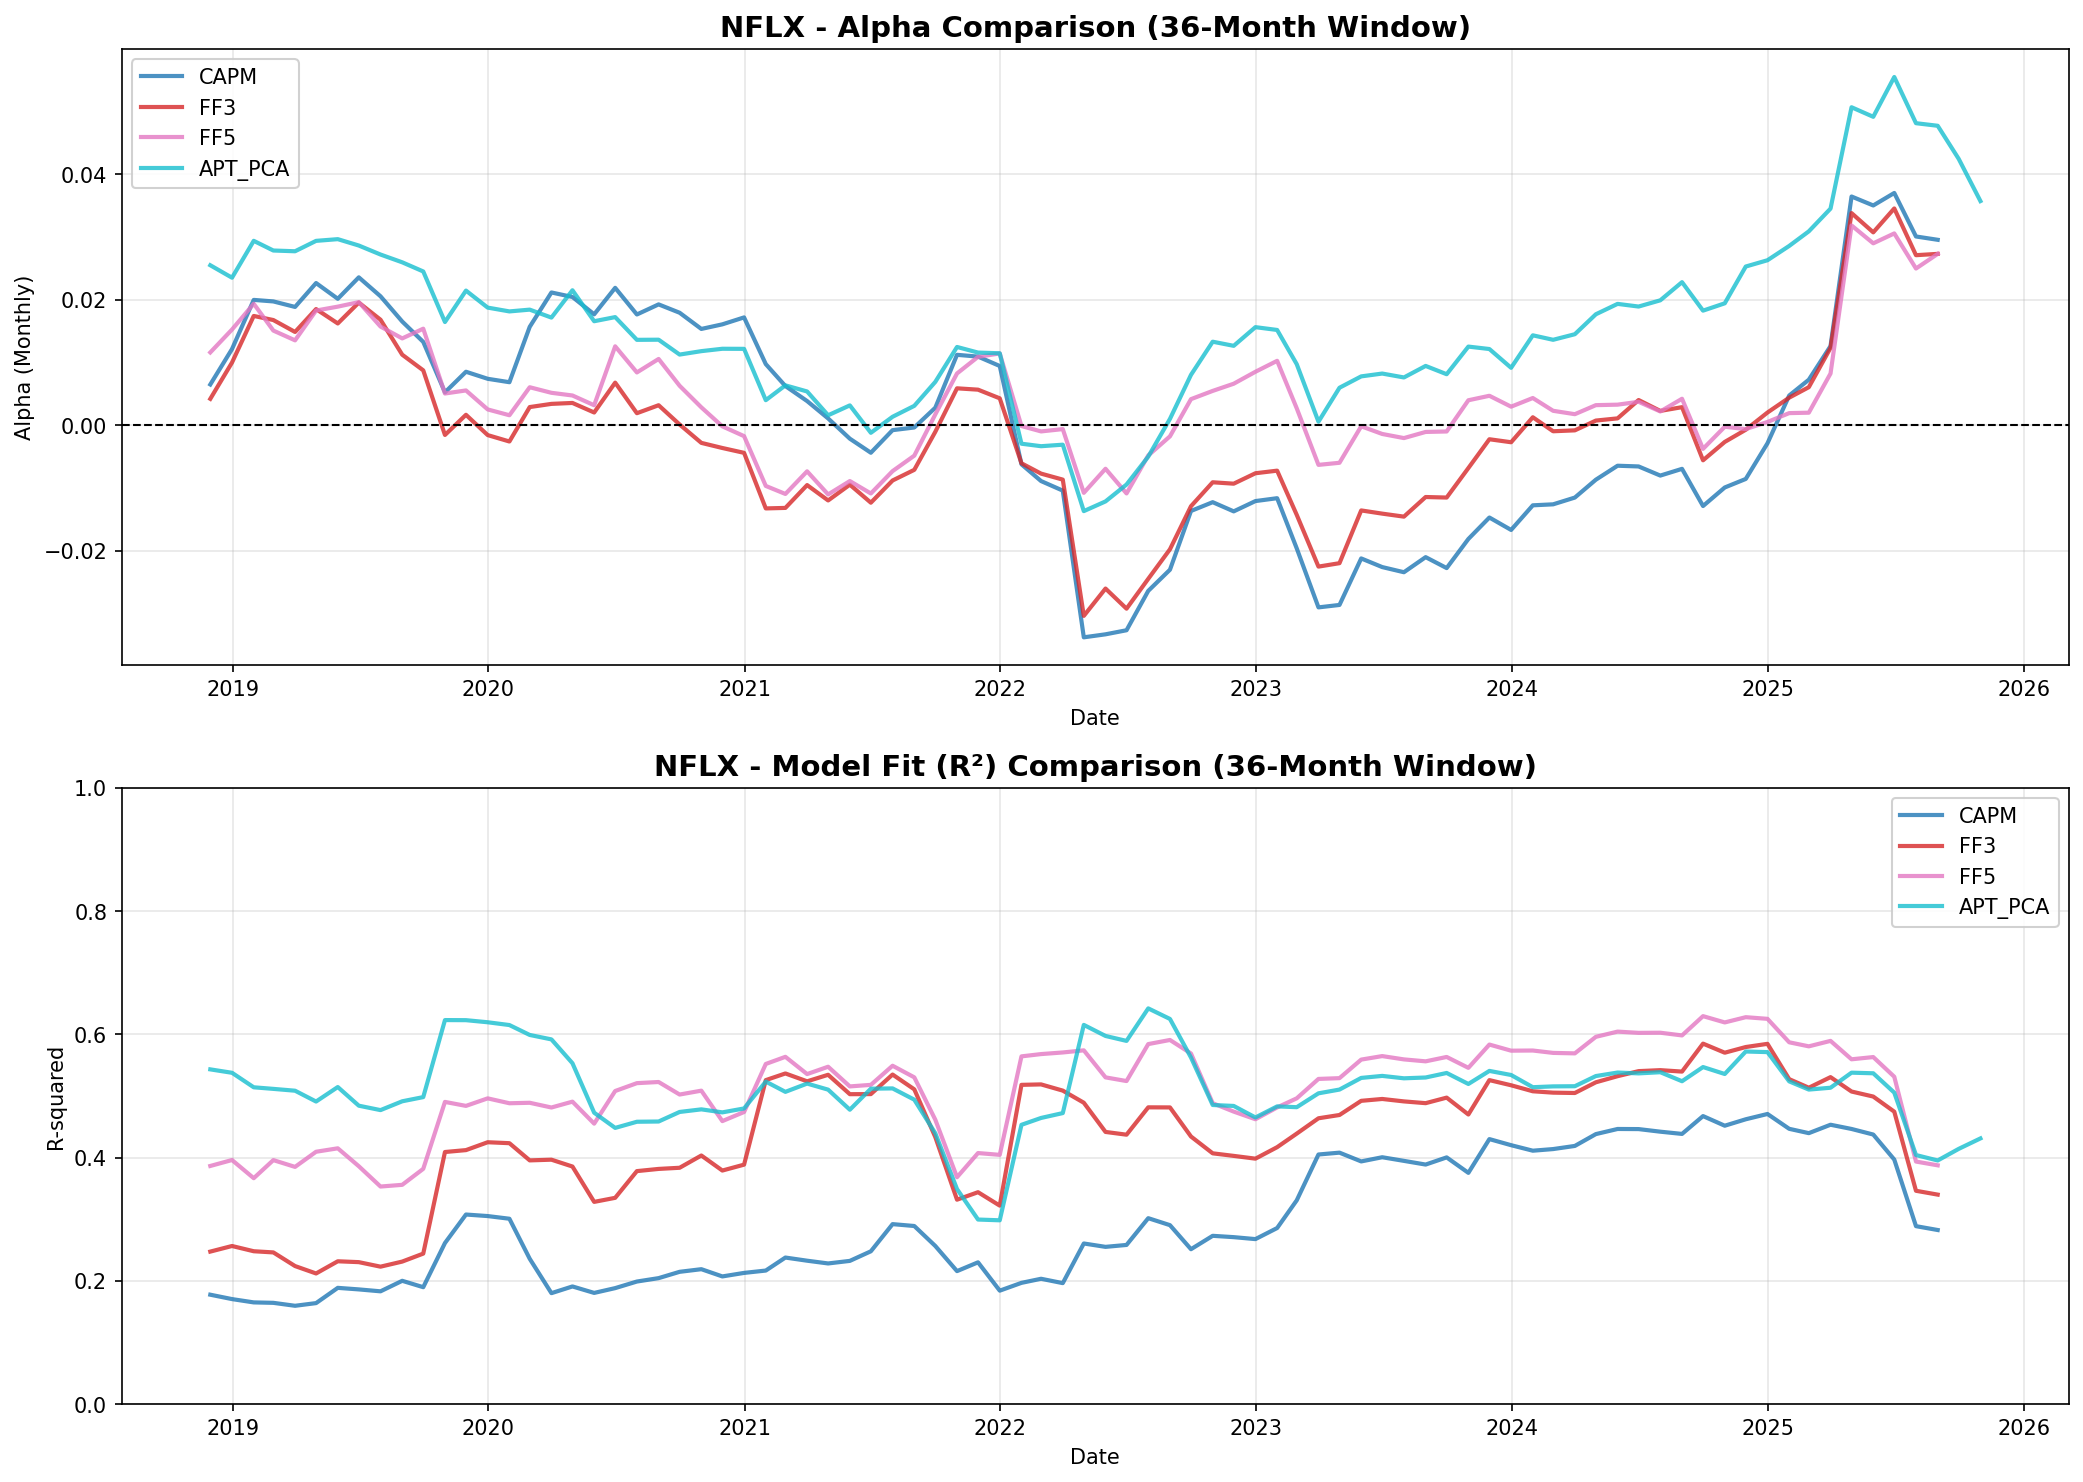 NFLX - Alpha Comparison (36-Month Window)
CAPM
FF3
FF5
APT_PCA
Alpha (Monthly)
0.04
0.02
0.00
−0.02
2019 2020 2021 2022 2023 2024 2025 2026
Date
NFLX - Model Fit (R²) Comparison (36-Month Window)
CAPM
FF3
FF5
APT_PCA
R-squared
1.0
0.8
0.6
0.4
0.2
0.0
2019 2020 2021 2022 2023 2024 2025 2026
Date